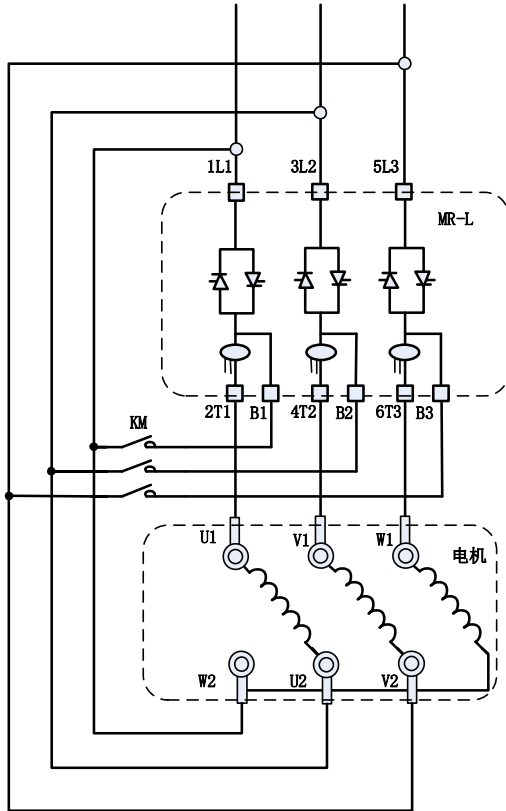 1L1 3L2 5L3
MR-L
2T1 B1 4T2 B2 6T3 B3
KM
U1 V1 W1
电机
W2 U2 V2